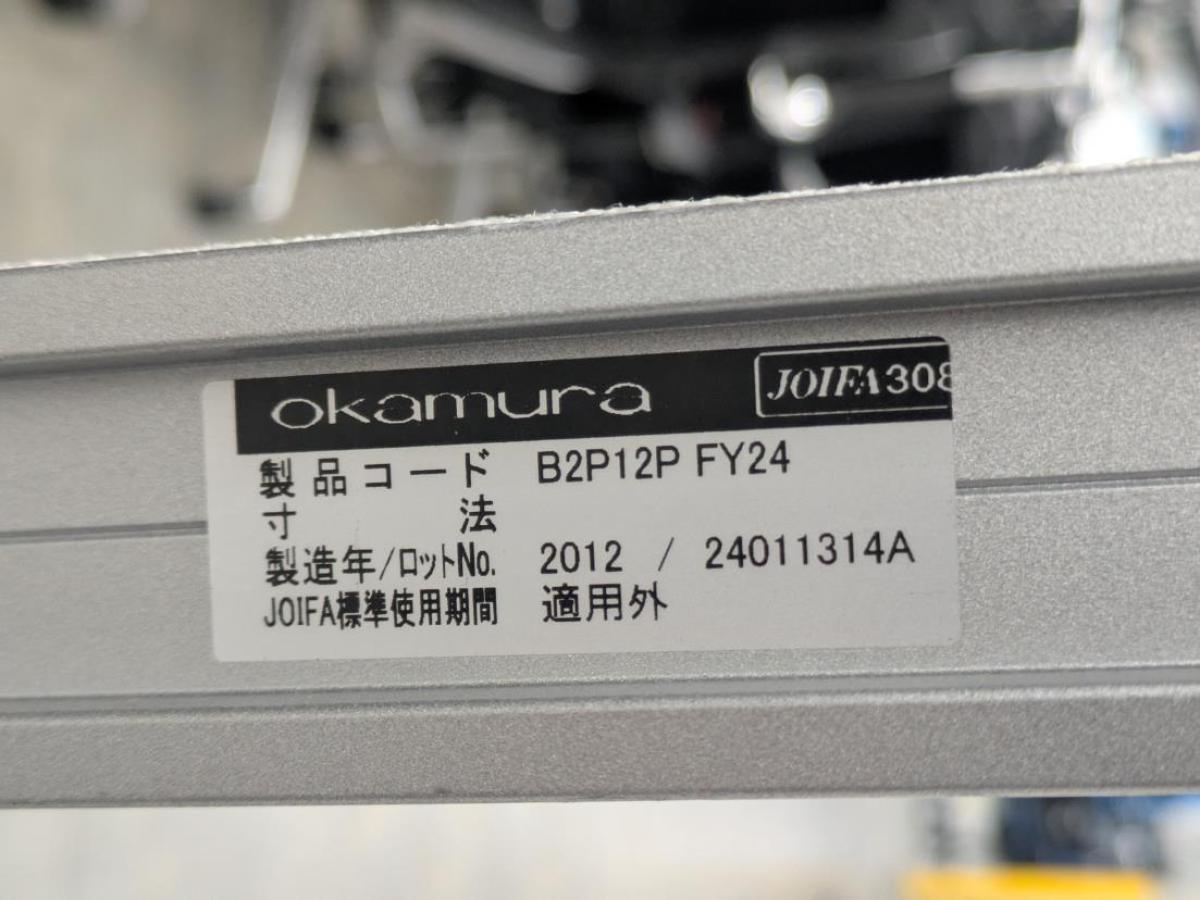 okamura JOIFA308
製品コード B2P12P FY24
寸法
製造年/ロットNo. 2012 / 24011314A
JOIFA標準使用期間 適用外